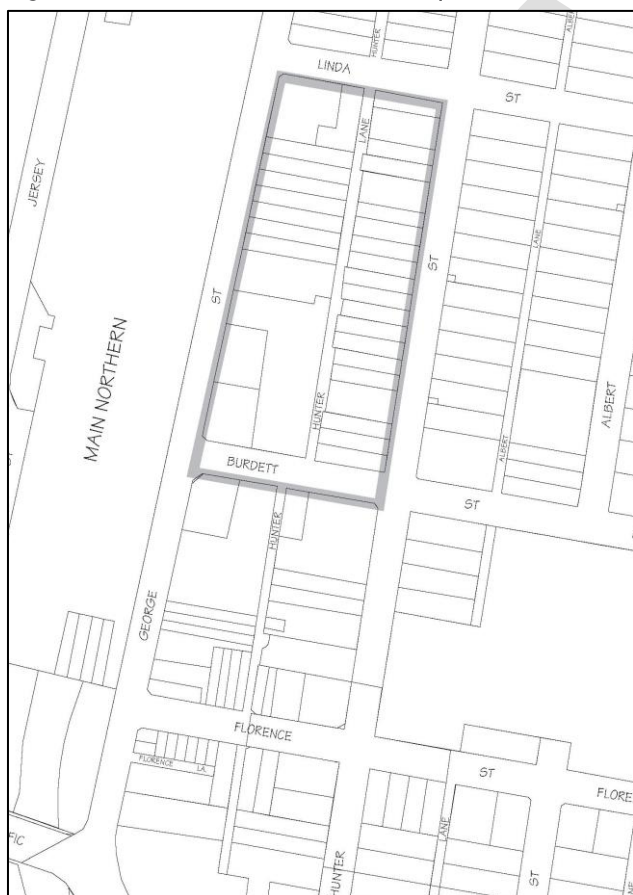 HUNTER
ALBERT
LINDA
ST
LANE
JERSEY
LANE
ST
ST
MAIN NORTHERN
HUNTER
ALBERT
ALBERT
BURDETT
ST
HUNTER
GEORGE
FLORENCE
FLORENCE LA.
ST
FLORE
FIC
HUNTER
LANE
ST